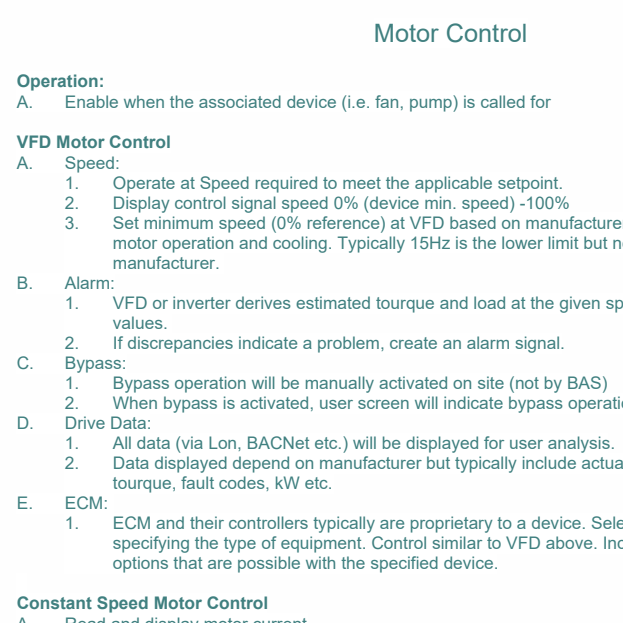 Motor Control
Operation:
A. Enable when the associated device (i.e. fan, pump) is called for
VFD Motor Control
A. Speed:
1. Operate at Speed required to meet the applicable setpoint.
2. Display control signal speed 0% (device min. speed) -100%
3. Set minimum speed (0% reference) at VFD based on manufacture
motor operation and cooling. Typically 15Hz is the lower limit but n
manufacturer.
B. Alarm:
1. VFD or inverter derives estimated tourque and load at the given sp
values.
2. If discrepancies indicate a problem, create an alarm signal.
C. Bypass:
1. Bypass operation will be manually activated on site (not by BAS)
2. When bypass is activated, user screen will indicate bypass operati
D. Drive Data:
1. All data (via Lon, BACNet etc.) will be displayed for user analysis.
2. Data displayed depend on manufacturer but typically include actua
tourque, fault codes, kW etc.
E. ECM:
1. ECM and their controllers typically are proprietary to a device. Sele
specifying the type of equipment. Control similar to VFD above. Inc
options that are possible with the specified device.
Constant Speed Motor Control
A. Read and display motor current